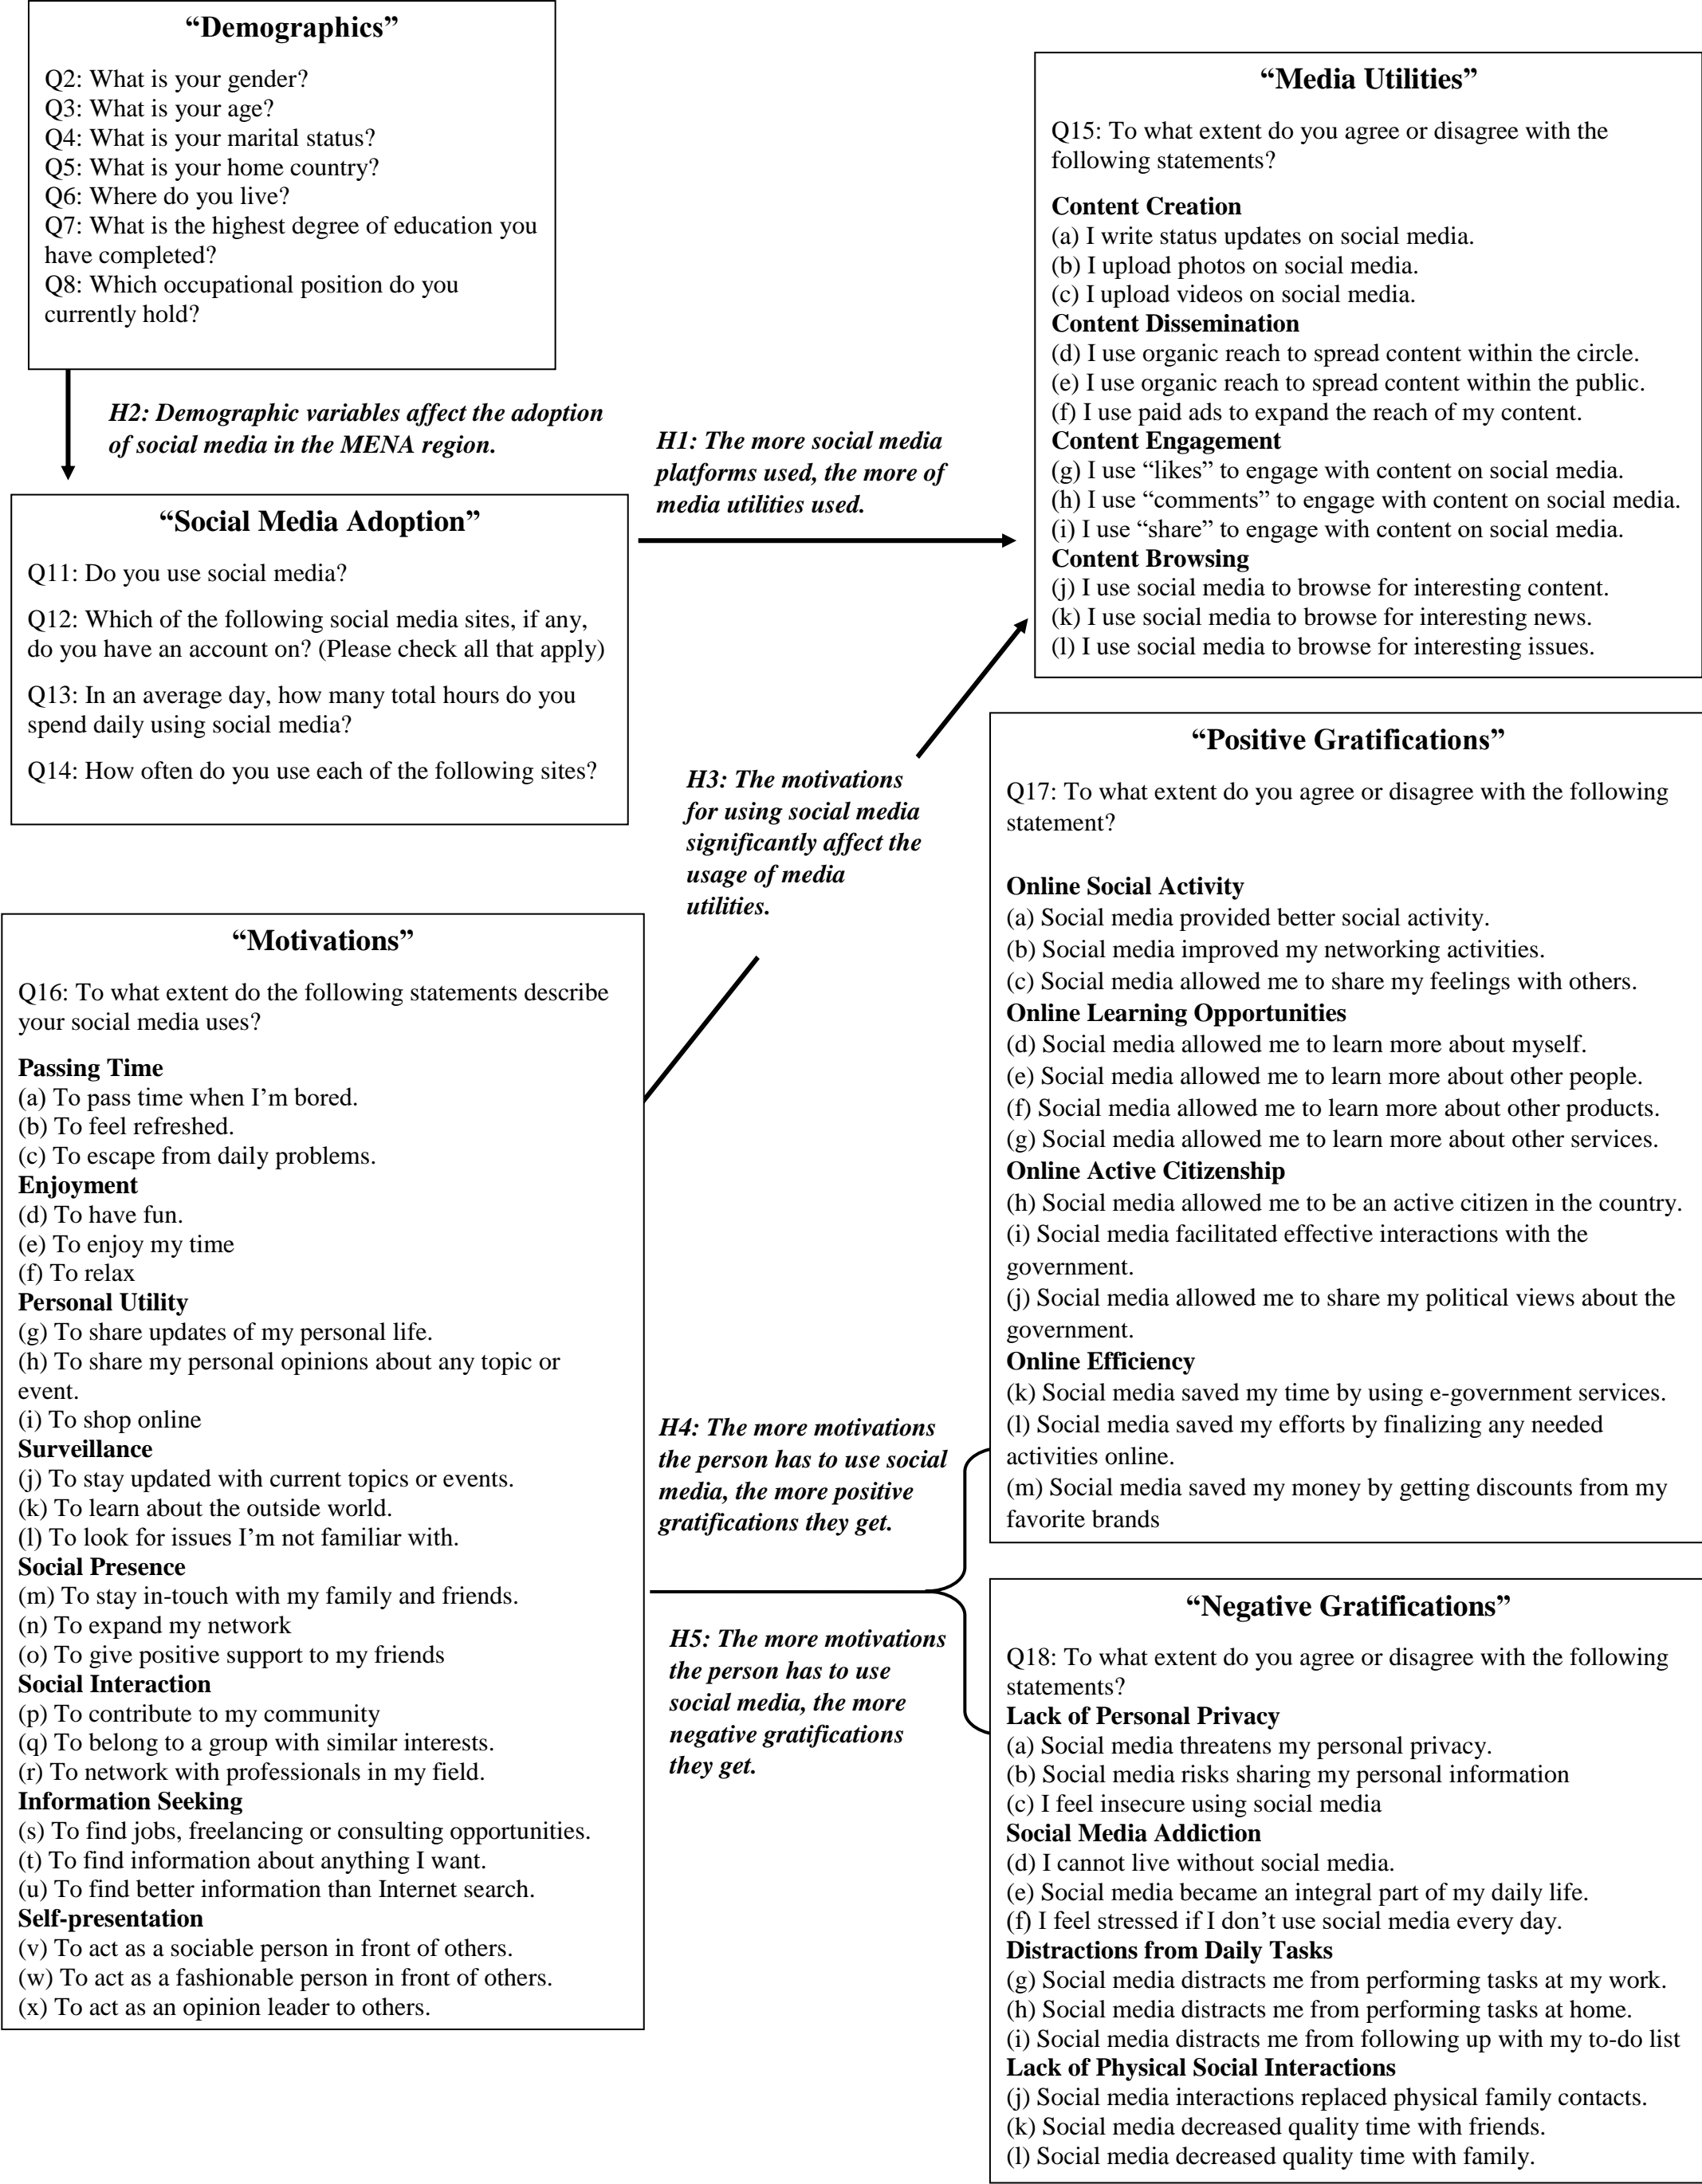 “Demographics”
Q2: What is your gender?
Q3: What is your age?
Q4: What is your marital status?
Q5: What is your home country?
Q6: Where do you live?
Q7: What is the highest degree of education you
have completed?
Q8: Which occupational position do you
currently hold?
H2: Demographic variables affect the adoption
of social media in the MENA region.
“Social Media Adoption”
Q11: Do you use social media?
Q12: Which of the following social media sites, if any,
do you have an account on? (Please check all that apply)
Q13: In an average day, how many total hours do you
spend daily using social media?
Q14: How often do you use each of the following sites?
H1: The more social media
platforms used, the more of
media utilities used.
“Media Utilities”
Q15: To what extent do you agree or disagree with the
following statements?
Content Creation
(a) I write status updates on social media.
(b) I upload photos on social media.
(c) I upload videos on social media.
Content Dissemination
(d) I use organic reach to spread content within the circle.
(e) I use organic reach to spread content within the public.
(f) I use paid ads to expand the reach of my content.
Content Engagement
(g) I use “likes” to engage with content on social media.
(h) I use “comments” to engage with content on social media.
(i) I use “share” to engage with content on social media.
Content Browsing
(j) I use social media to browse for interesting content.
(k) I use social media to browse for interesting news.
(l) I use social media to browse for interesting issues.
H3: The motivations
for using social media
significantly affect the
usage of media
utilities.
“Motivations”
Q16: To what extent do the following statements describe
your social media uses?
Passing Time
(a) To pass time when I’m bored.
(b) To feel refreshed.
(c) To escape from daily problems.
Enjoyment
(d) To have fun.
(e) To enjoy my time
(f) To relax
Personal Utility
(g) To share updates of my personal life.
(h) To share my personal opinions about any topic or
event.
(i) To shop online
Surveillance
(j) To stay updated with current topics or events.
(k) To learn about the outside world.
(l) To look for issues I’m not familiar with.
Social Presence
(m) To stay in-touch with my family and friends.
(n) To expand my network
(o) To give positive support to my friends
Social Interaction
(p) To contribute to my community
(q) To belong to a group with similar interests.
(r) To network with professionals in my field.
Information Seeking
(s) To find jobs, freelancing or consulting opportunities.
(t) To find information about anything I want.
(u) To find better information than Internet search.
Self-presentation
(v) To act as a sociable person in front of others.
(w) To act as a fashionable person in front of others.
(x) To act as an opinion leader to others.
H4: The more motivations
the person has to use social
media, the more positive
gratifications they get.
H5: The more motivations
the person has to use
social media, the more
negative gratifications
they get.
“Positive Gratifications”
Q17: To what extent do you agree or disagree with the following
statement?
Online Social Activity
(a) Social media provided better social activity.
(b) Social media improved my networking activities.
(c) Social media allowed me to share my feelings with others.
Online Learning Opportunities
(d) Social media allowed me to learn more about myself.
(e) Social media allowed me to learn more about other people.
(f) Social media allowed me to learn more about other products.
(g) Social media allowed me to learn more about other services.
Online Active Citizenship
(h) Social media allowed me to be an active citizen in the country.
(i) Social media facilitated effective interactions with the
government.
(j) Social media allowed me to share my political views about the
government.
Online Efficiency
(k) Social media saved my time by using e-government services.
(l) Social media saved my efforts by finalizing any needed
activities online.
(m) Social media saved my money by getting discounts from my
favorite brands
“Negative Gratifications”
Q18: To what extent do you agree or disagree with the following
statements?
Lack of Personal Privacy
(a) Social media threatens my personal privacy.
(b) Social media risks sharing my personal information
(c) I feel insecure using social media
Social Media Addiction
(d) I cannot live without social media.
(e) Social media became an integral part of my daily life.
(f) I feel stressed if I don’t use social media every day.
Distractions from Daily Tasks
(g) Social media distracts me from performing tasks at my work.
(h) Social media distracts me from performing tasks at home.
(i) Social media distracts me from following up with my to-do list
Lack of Physical Social Interactions
(j) Social media interactions replaced physical family contacts.
(k) Social media decreased quality time with friends.
(l) Social media decreased quality time with family.